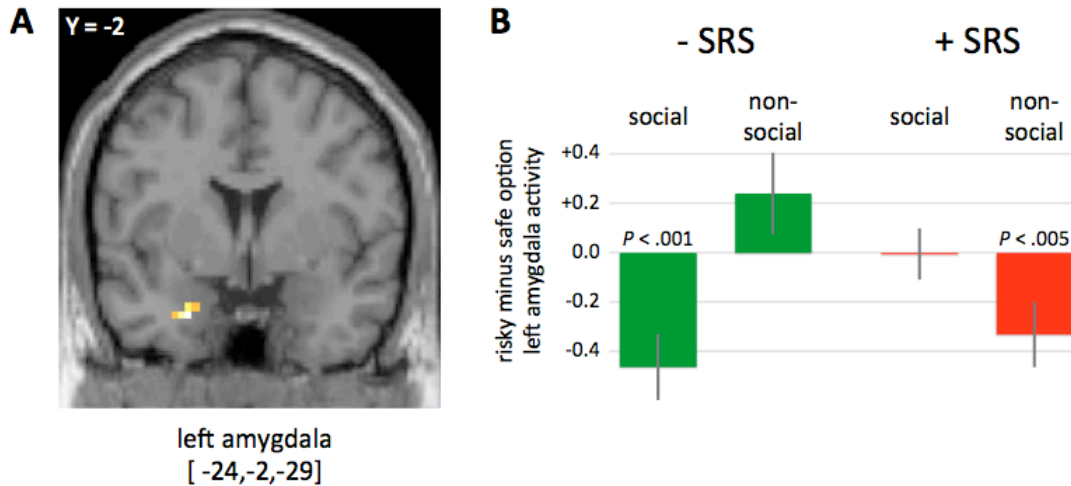 A
Y = -2
left amygdala
[ -24,-2,-29]
B
- SRS
+ SRS
social
non-
social
social
non-
social
risky minus safe option
left amygdala activity
+0.4
+0.2
0.0
-0.2
-0.4
P < .001
P < .005